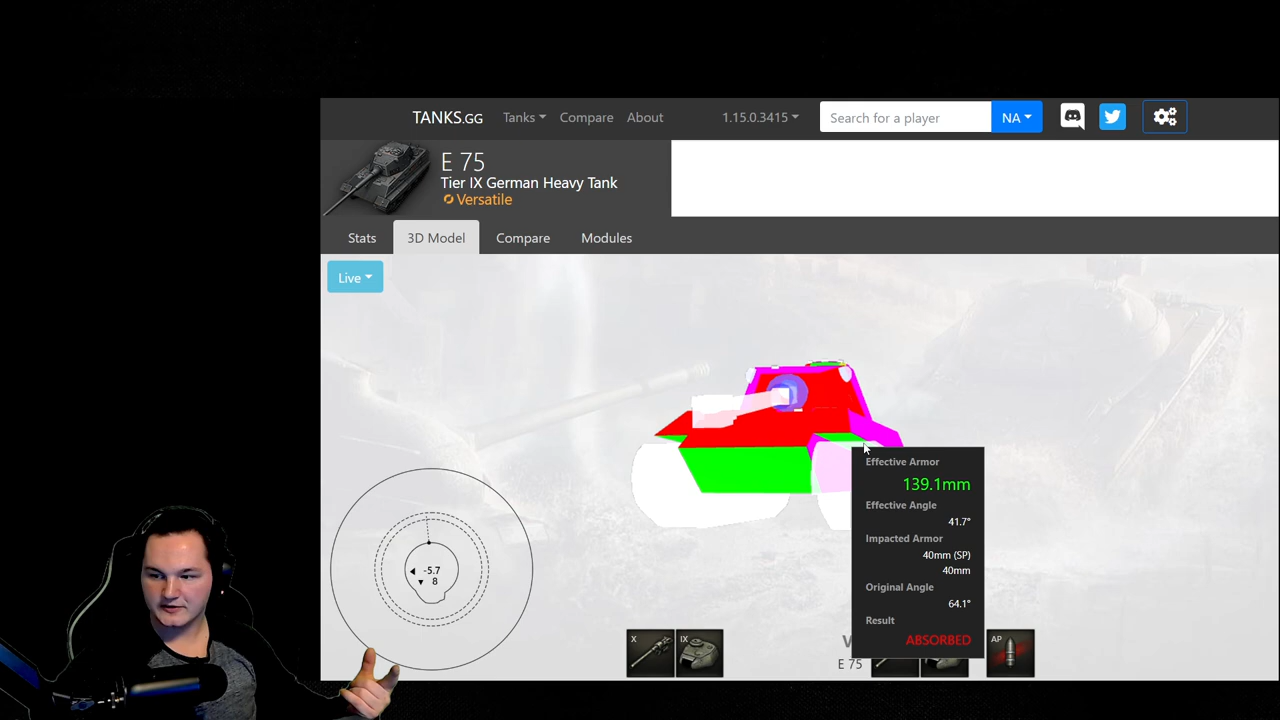 TANKS.GG Tanks Compare About 1.15.0.3415 Search for a player NA
E 75
Tier IX German Heavy Tank
Versatile
Stats 3D Model Compare Modules
Live
Effective Armor
139.1mm
Effective Angle
41.7°
Impacted Armor
40mm (SP)
40mm
Original Angle
64.1°
Result
ABSORBED
-5.7
8
X IX AP
E 75